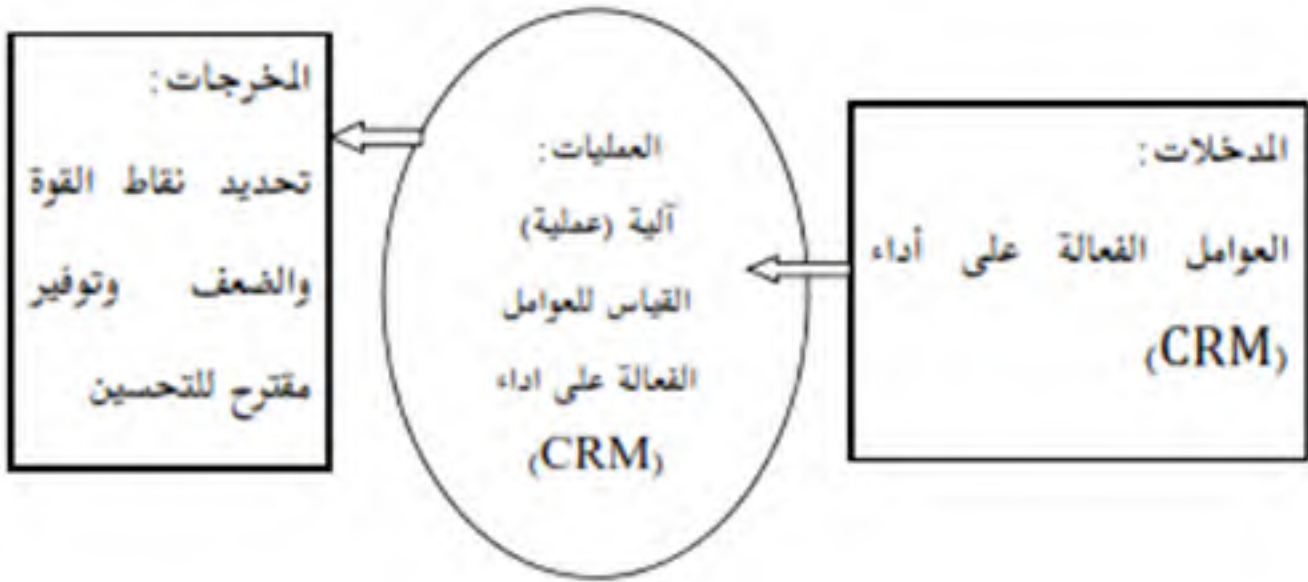 المدخلات:
العوامل الفعالة على أداء
(CRM)
العمليات:
آلية (عملية)
القياس للعوامل
الفعالة على اداء
(CRM)
المخرجات:
تحديد نقاط القوة
والضعف وتوفير
مقترح للتحسين